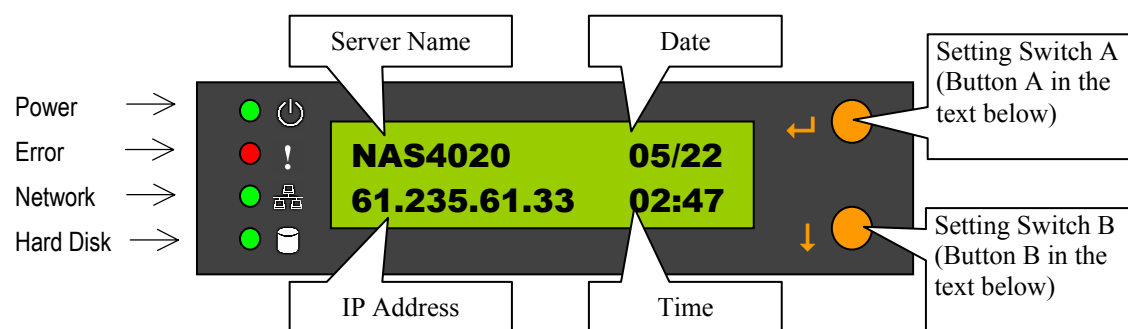 Server Name
Date
Setting Switch A
(Button A in the
text below)
Power
Error
Network
Hard Disk
!
NAS4020 05/22
61.235.61.33 02:47
Setting Switch B
(Button B in the
text below)
IP Address
Time